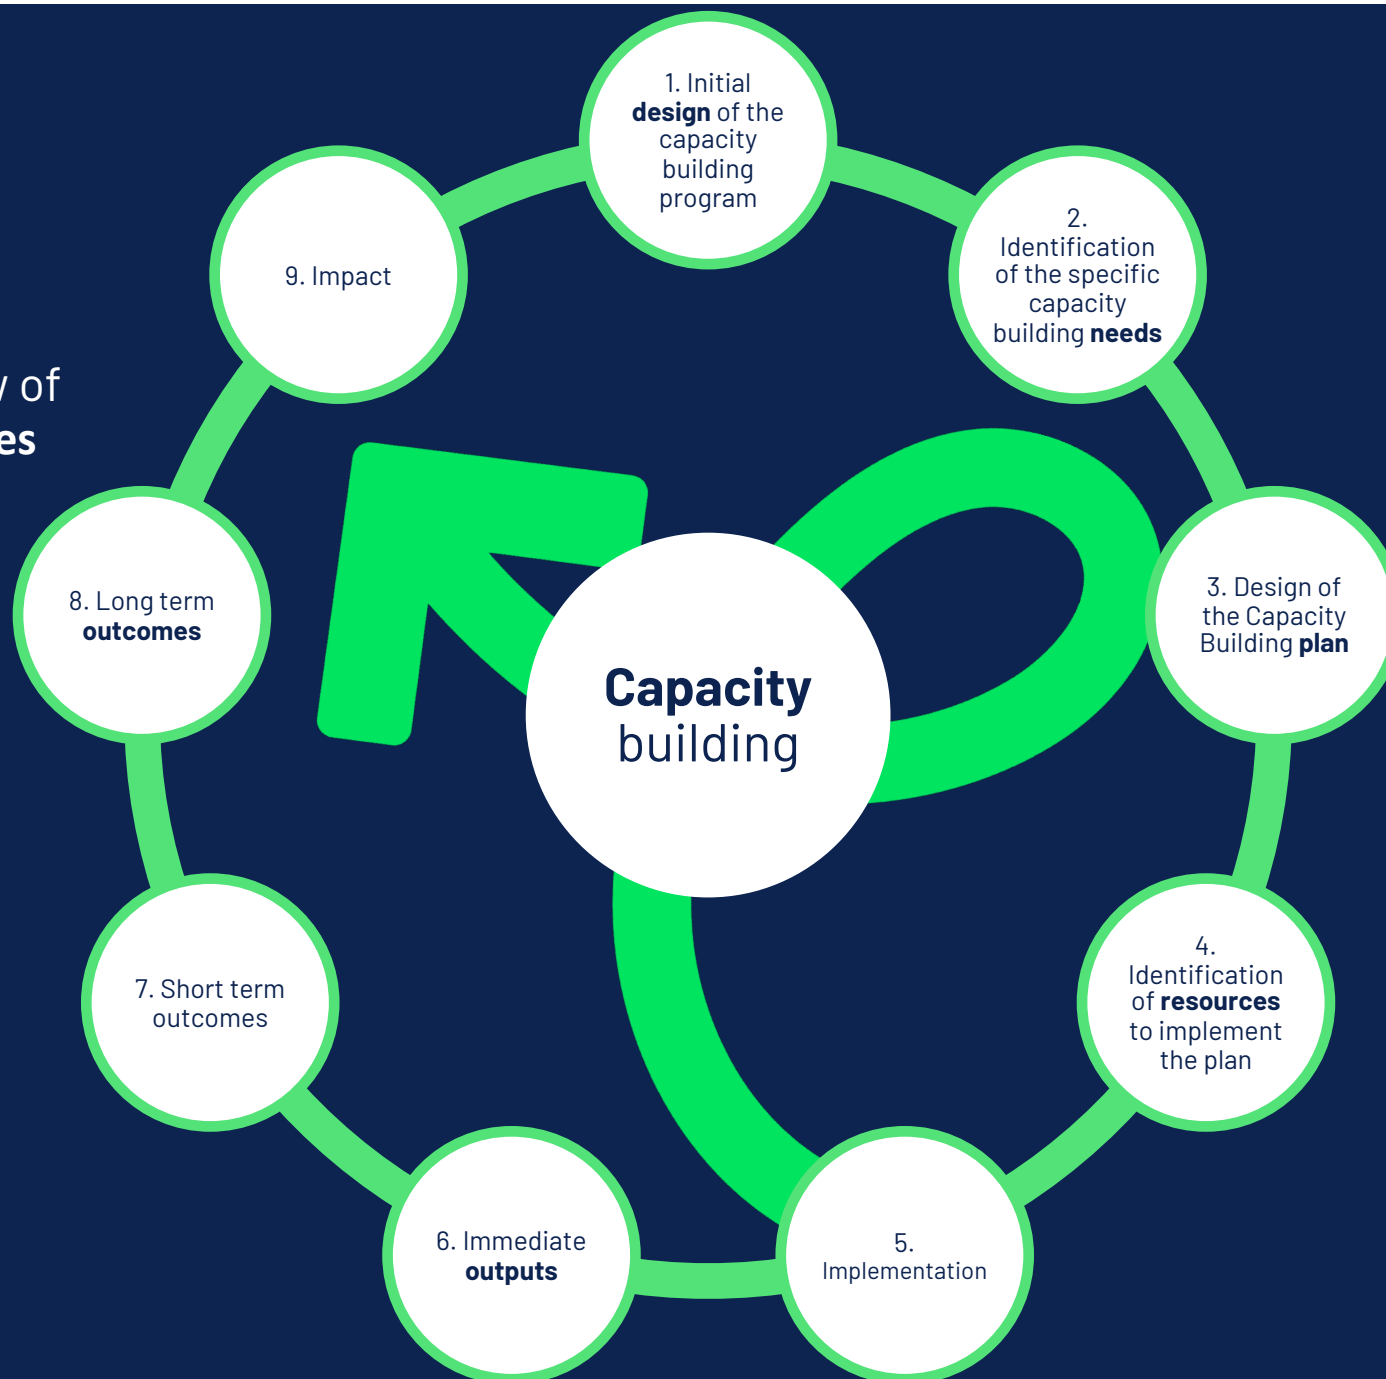 1. Initial
design of the
capacity
building
program
2.
Identification
of the specific
capacity
building needs
3. Design of
the Capacity
Building plan
4.
Identification
of resources
to implement
the plan
5.
Implementation
6. Immediate
outputs
7. Short term
outcomes
8. Long term
outcomes
9. Impact
Capacity
building
of
es